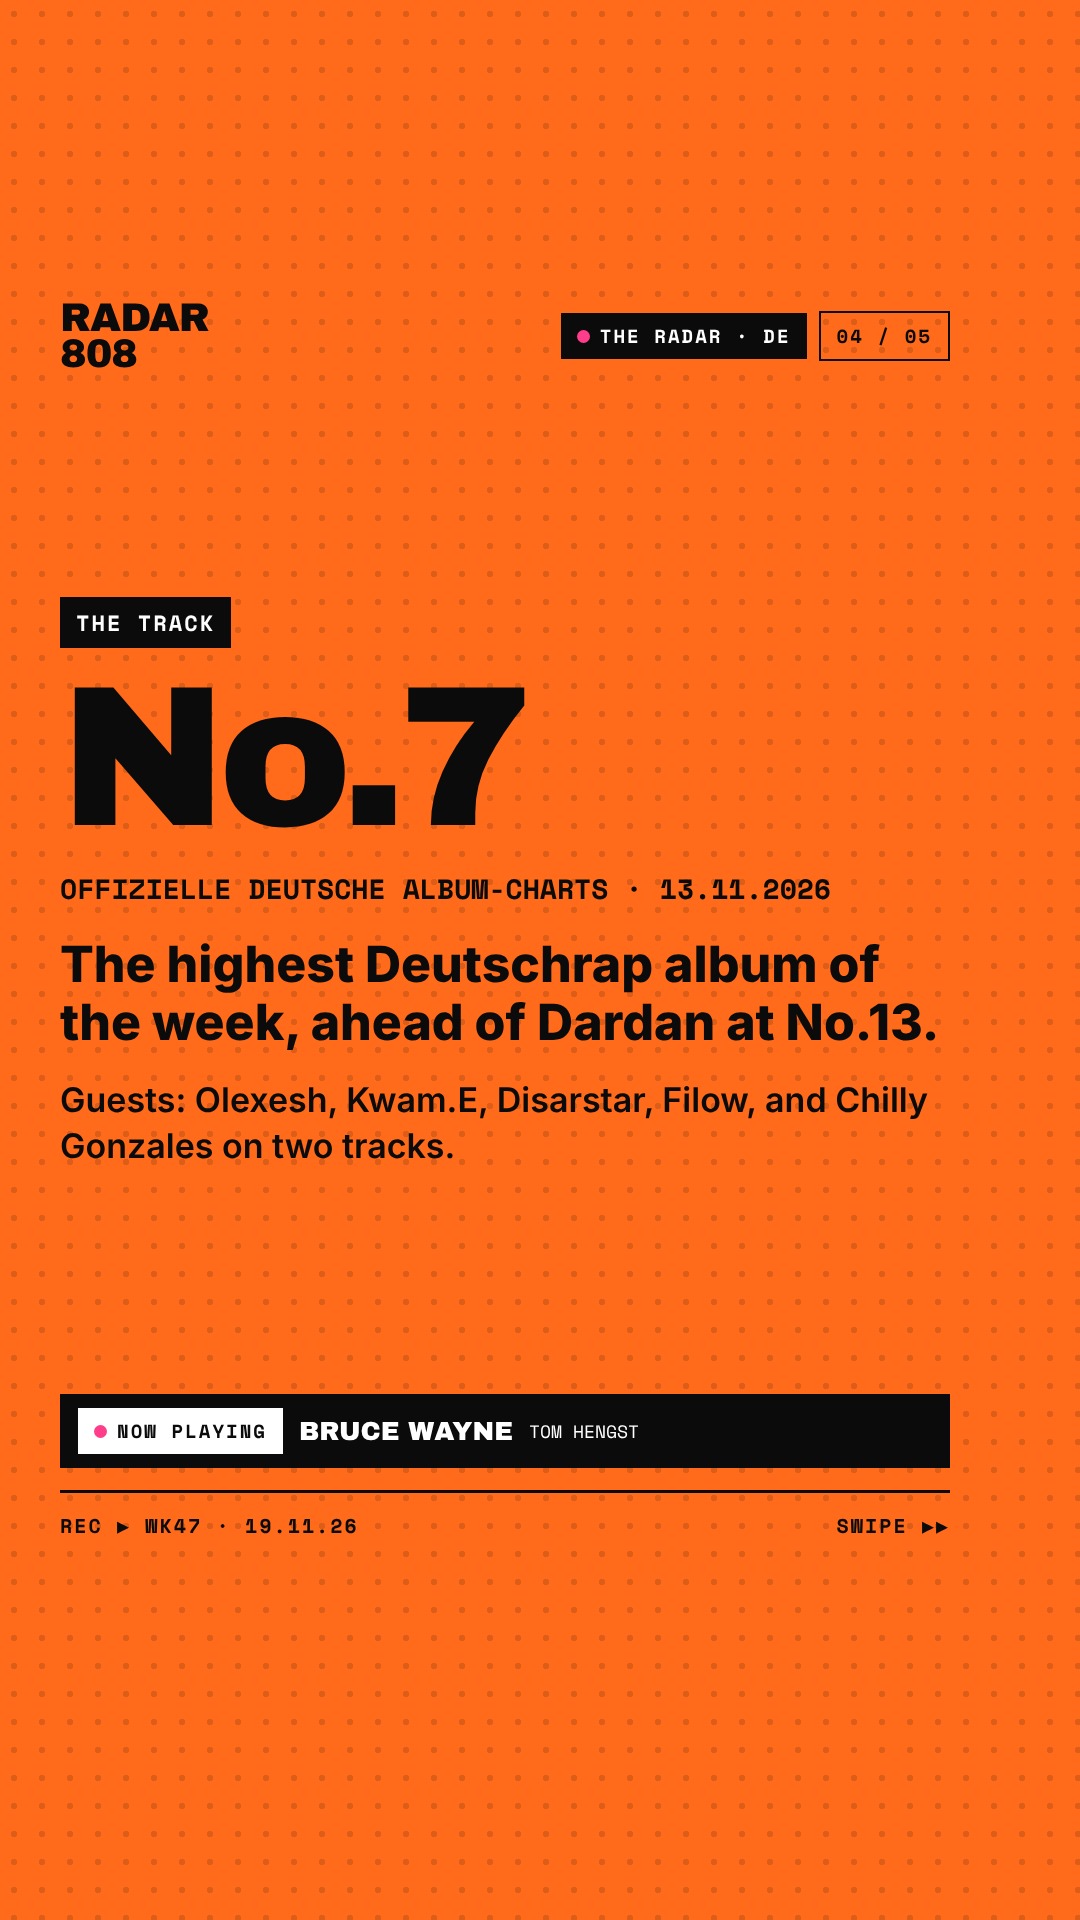 RADAR
808
THE RADAR · DE
04 / 05
THE TRACK
No.7
OFFIZIELLE DEUTSCHE ALBUM-CHARTS · 13.11.2026
The highest Deutschrap album of
the week, ahead of Dardan at No.13.
Guests: Olexesh, Kwam.E, Disarstar, Filow, and Chilly
Gonzales on two tracks.
NOW PLAYING BRUCE WAYNE TOM HENGST
REC ▶ WK47 · 19.11.26
SWIPE ▶▶